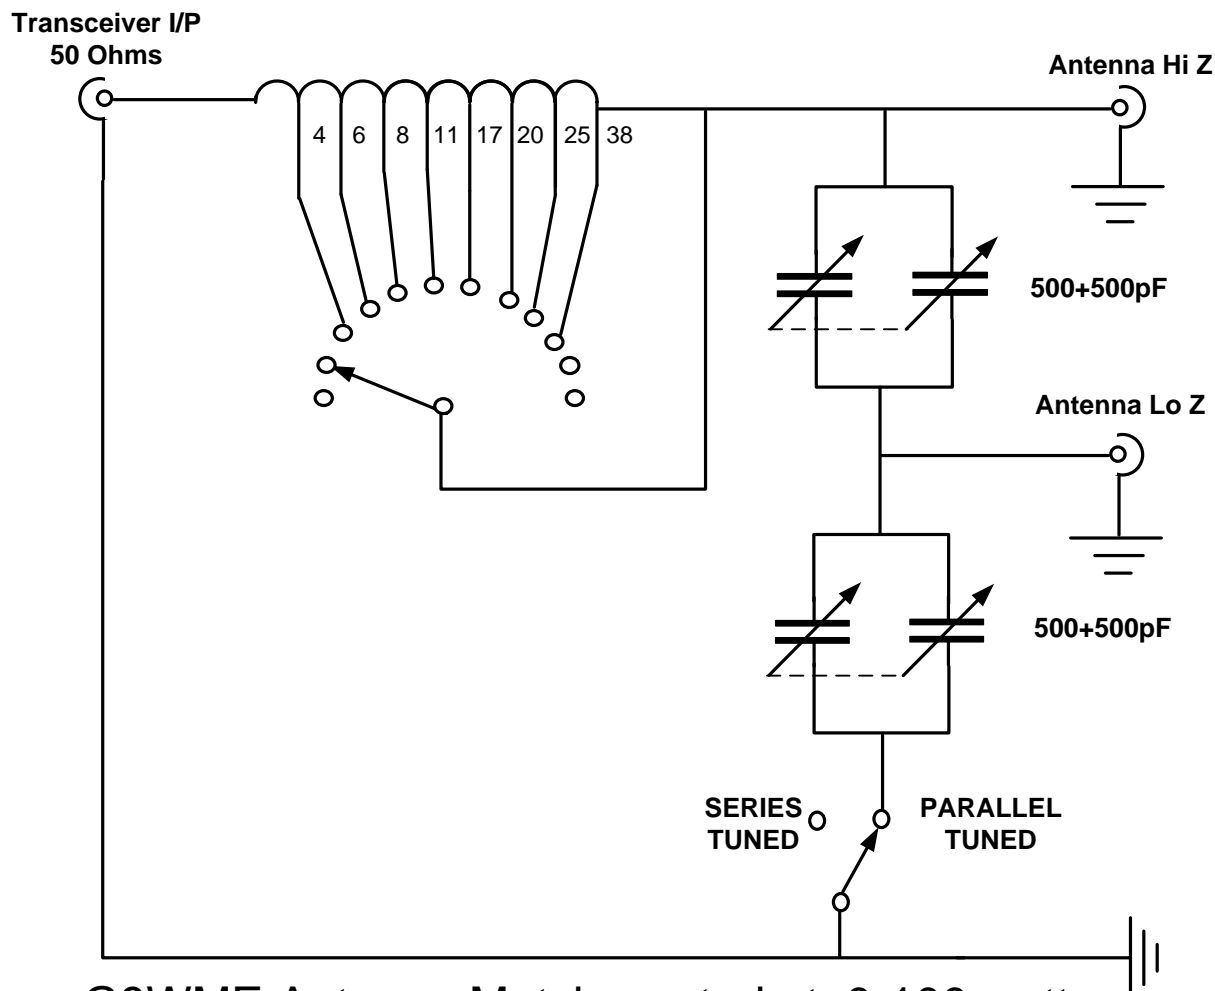 Transceiver I/P
50 Ohms
Antenna Hi Z
4 6 8 11 17 20 25 38
500+500pF
Antenna Lo Z
500+500pF
SERIES
TUNED
PARALLEL
TUNED